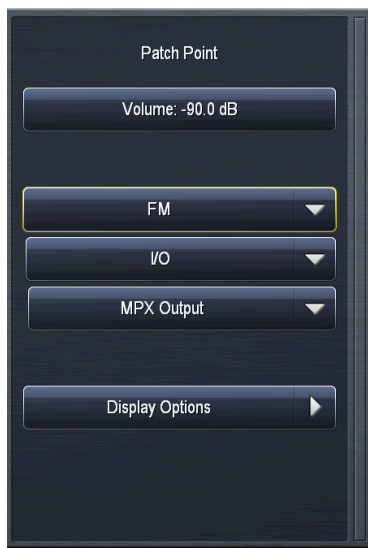 Patch Point
Volume: -90.0 dB
FM
I/O
MPX Output
Display Options